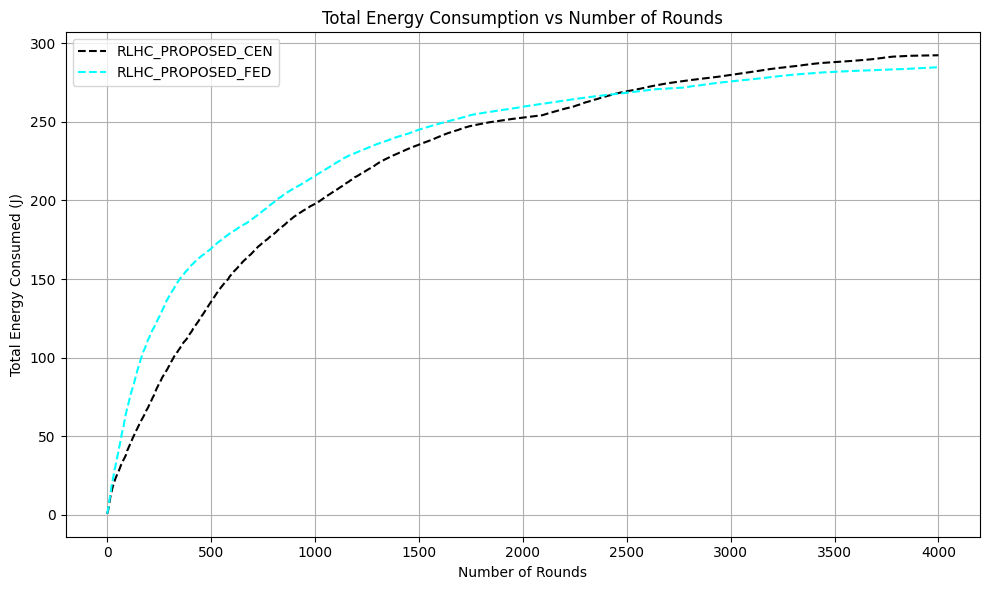 Total Energy Consumption vs Number of Rounds
RLHC_PROPOSED_CEN
RLHC_PROPOSED_FED
Total Energy Consumed (J)
300
250
200
150
100
50
0
0 500 1000 1500 2000 2500 3000 3500 4000
Number of Rounds